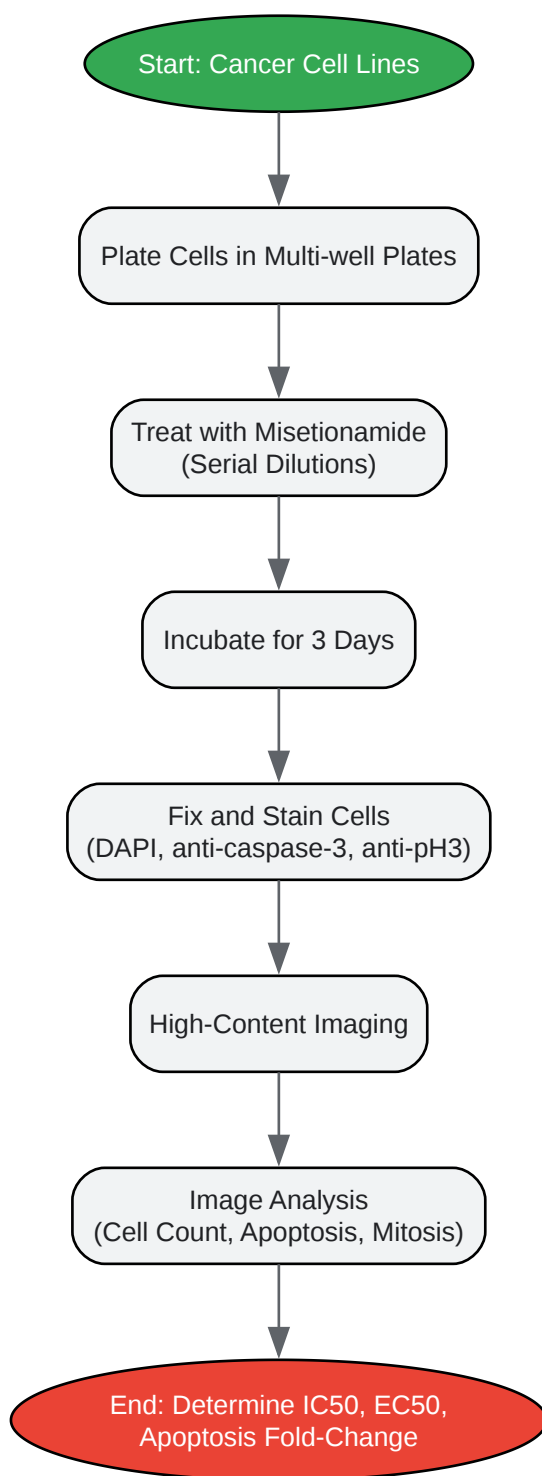 Start: Cancer Cell Lines
Plate Cells in Multi-well Plates
Treat with Misetionamide
(Serial Dilutions)
Incubate for 3 Days
Fix and Stain Cells
(DAPI, anti-caspase-3, anti-pH3)
High-Content Imaging
Image Analysis
(Cell Count, Apoptosis, Mitosis)
End: Determine IC50, EC50,
Apoptosis Fold-Change